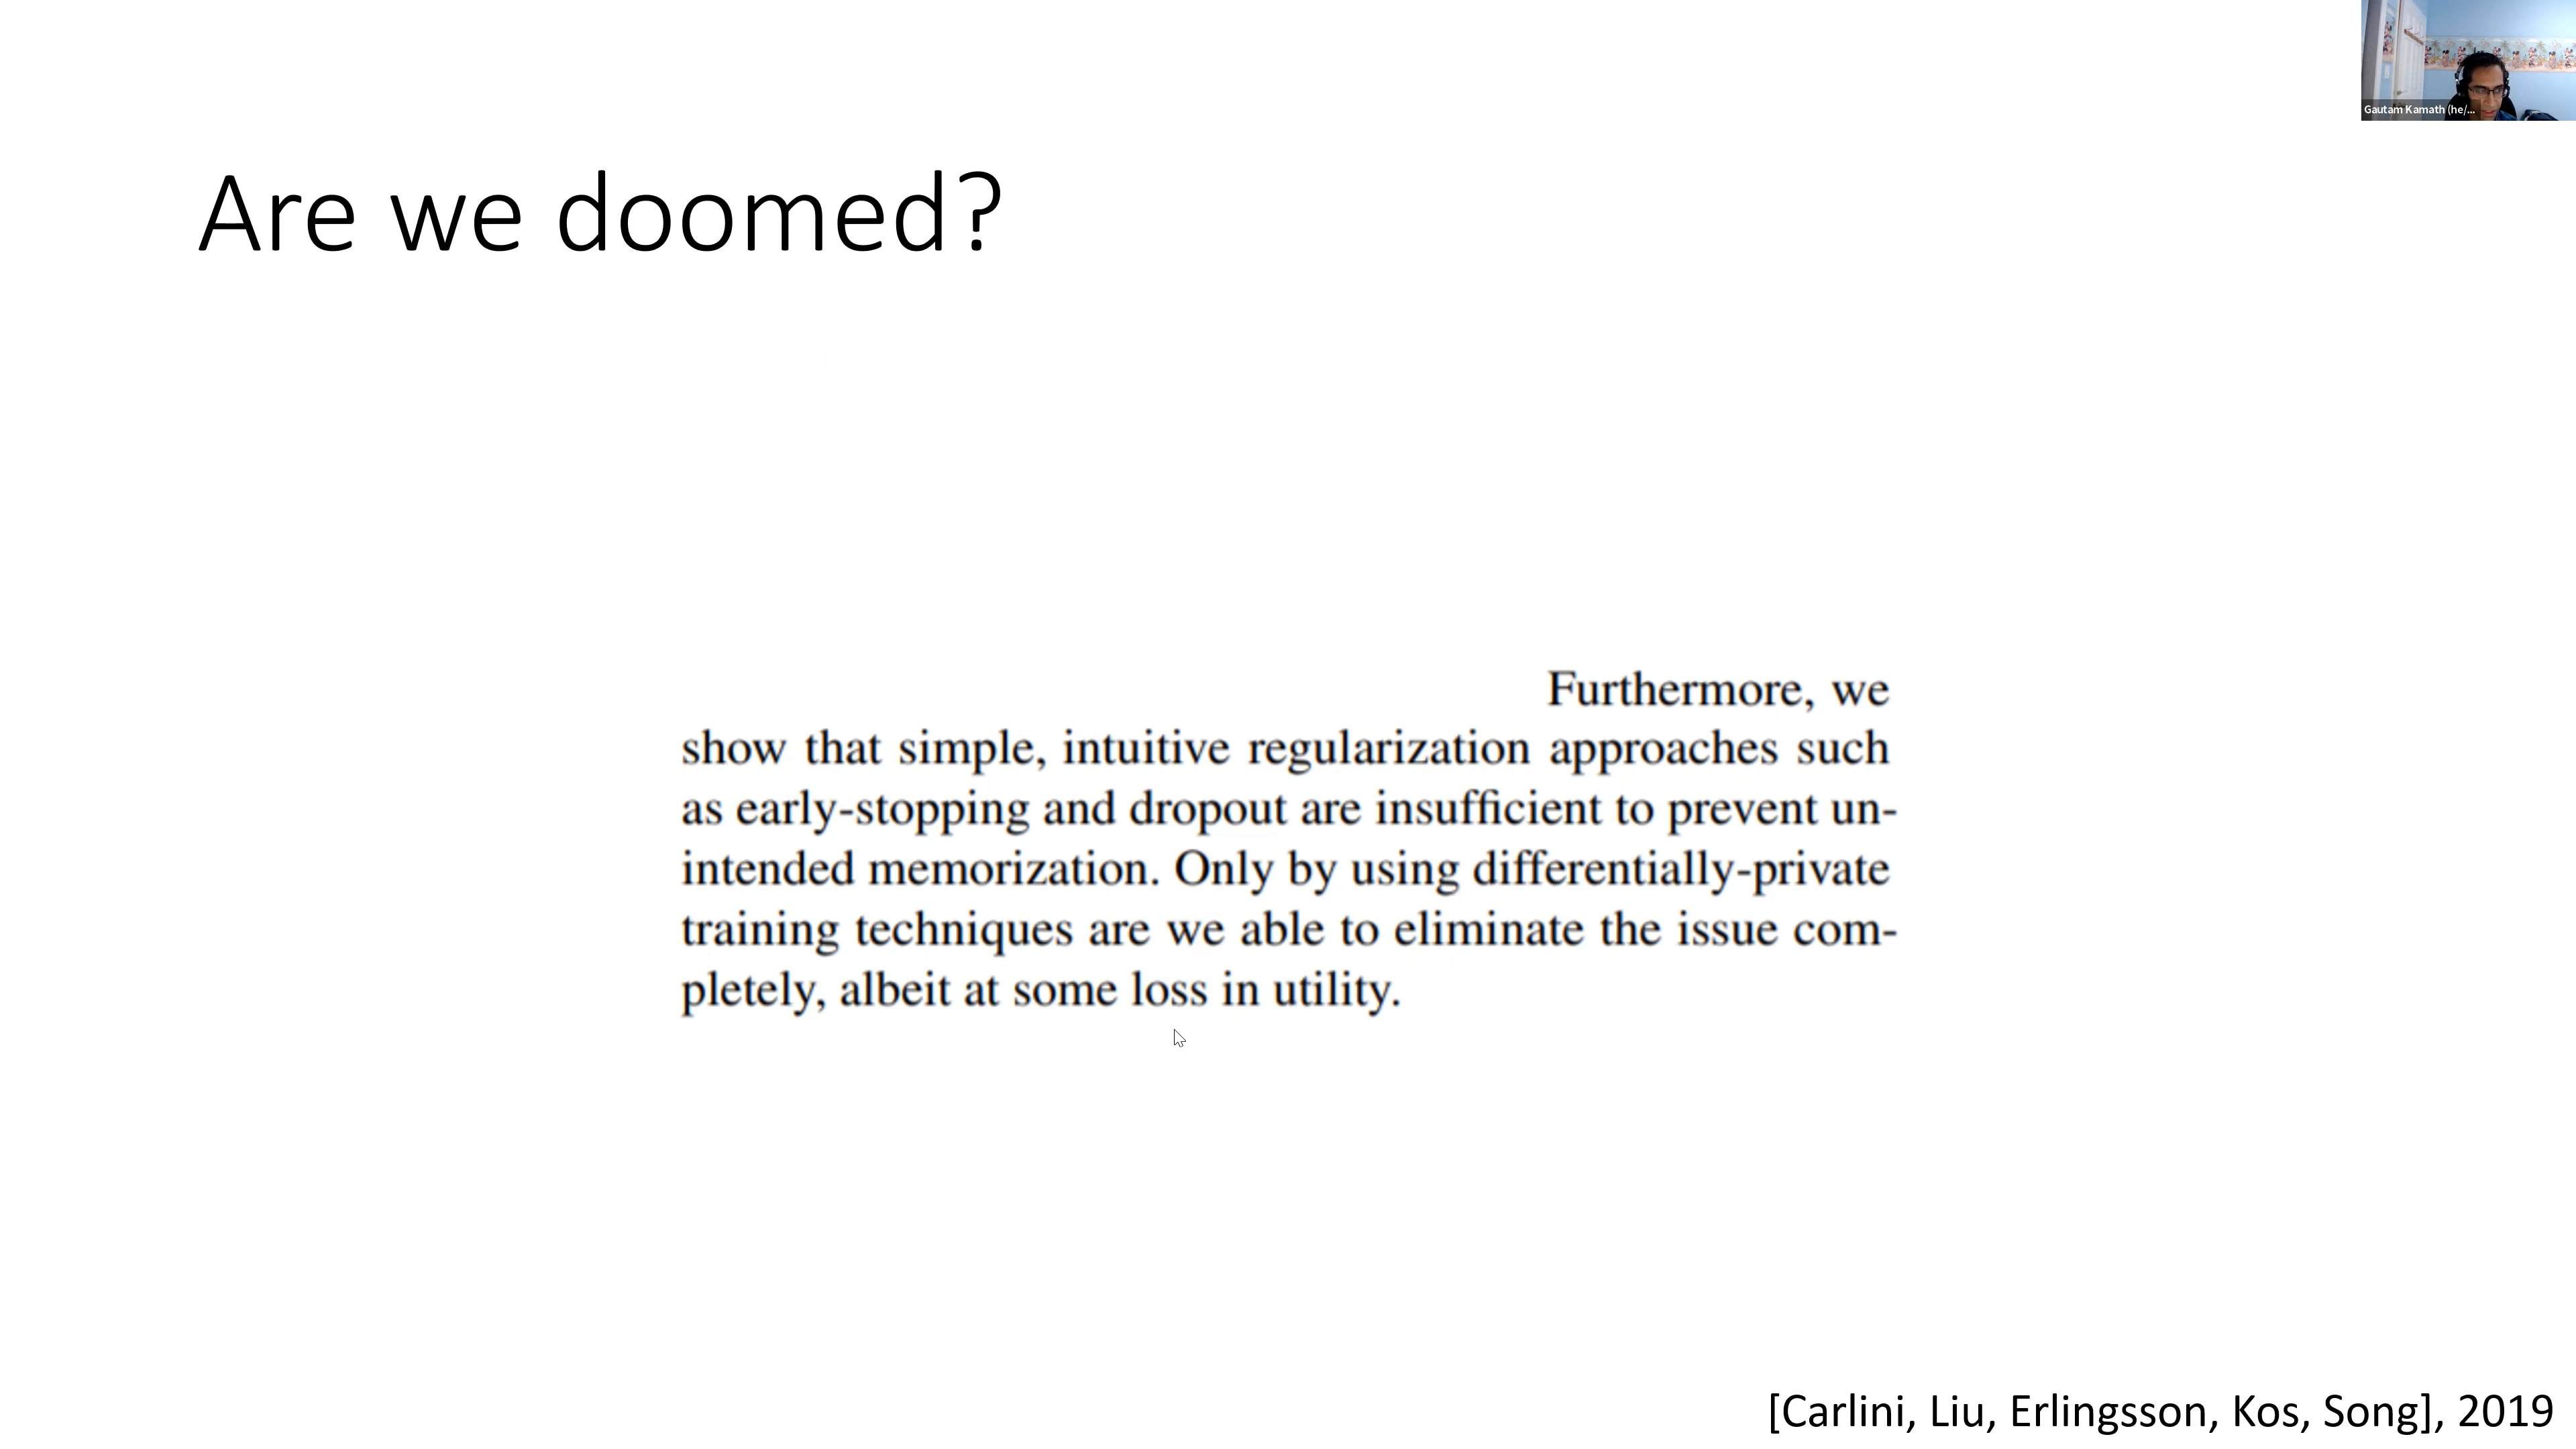 Gautam Kamath (he/...
Are we doomed?
Furthermore, we
show that simple, intuitive regularization approaches such
as early-stopping and dropout are insufficient to prevent un-
intended memorization. Only by using differentially-private
training techniques are we able to eliminate the issue com-
pletely, albeit at some loss in utility.
[Carlini, Liu, Erlingsson, Kos, Song], 2019